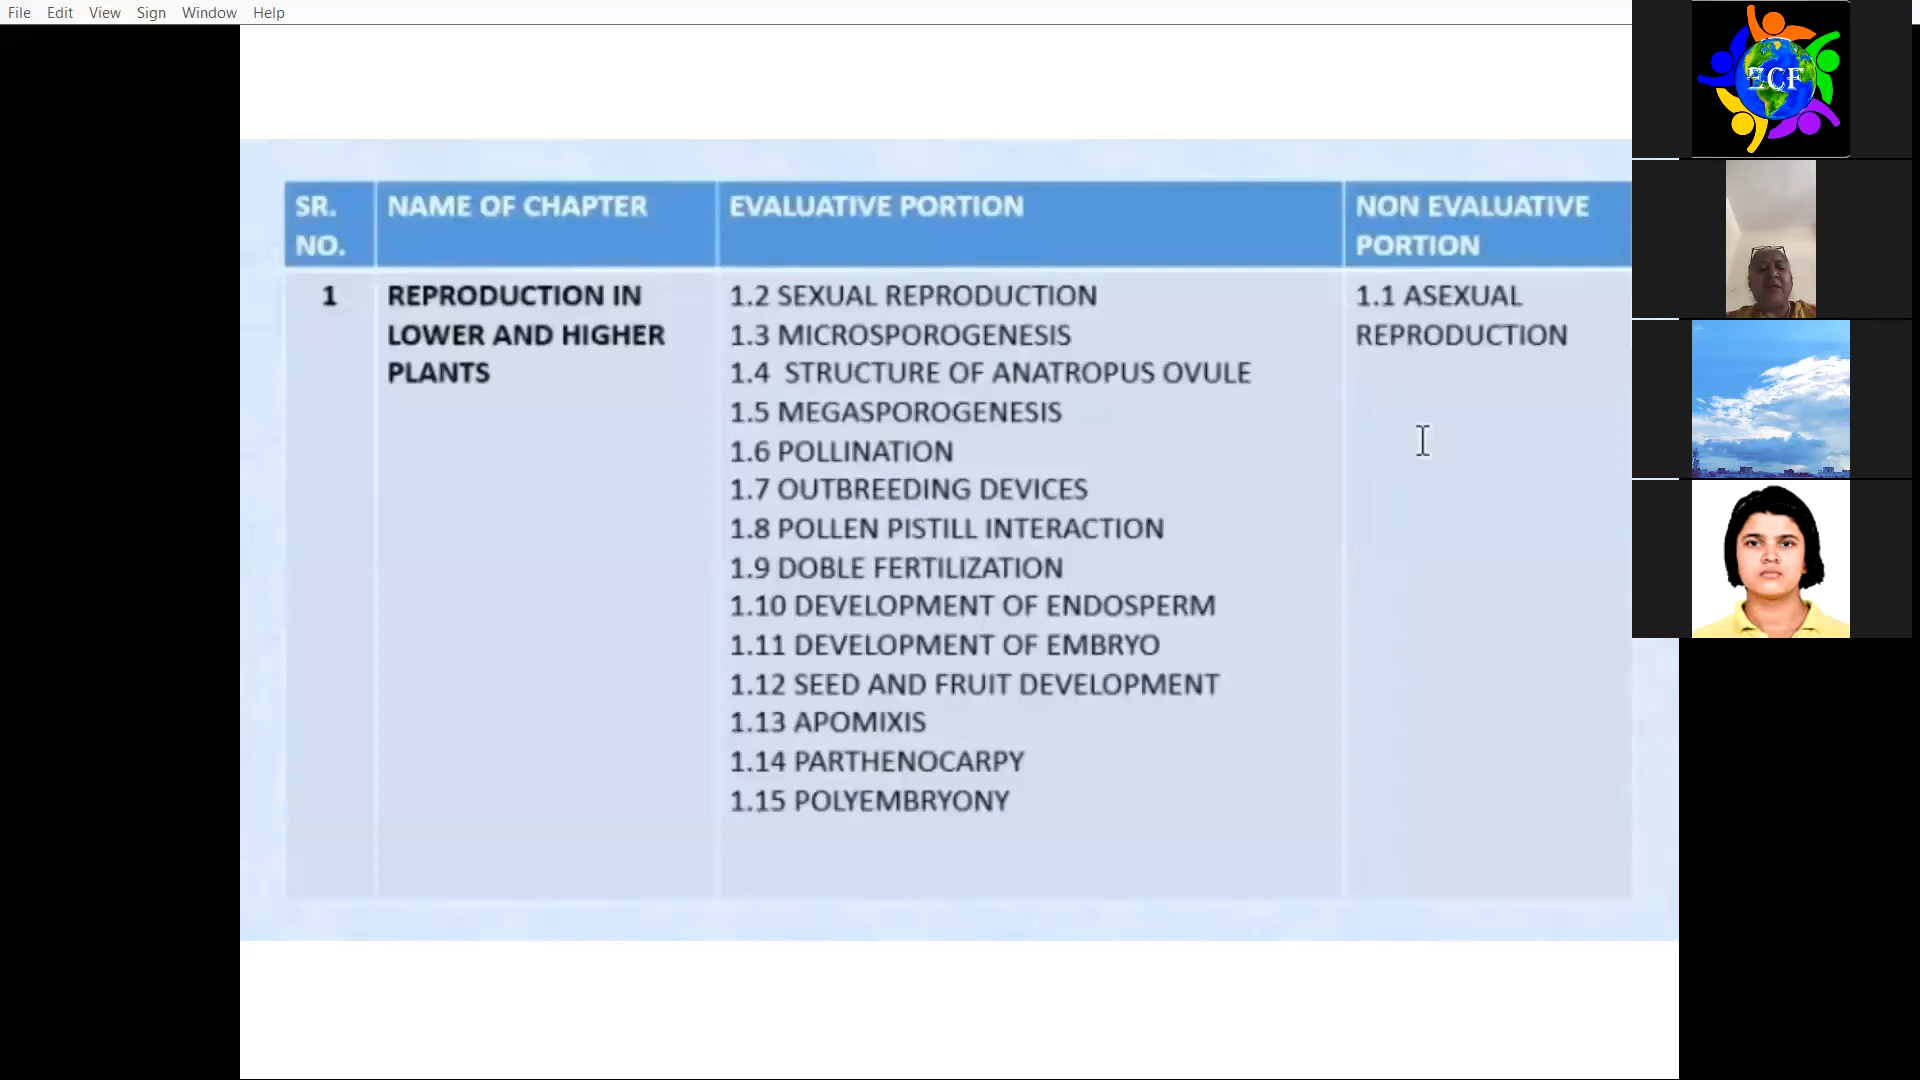 File Edit View Sign Window Help
ECF
SR.
NO.
NAME OF CHAPTER
EVALUATIVE PORTION
NON EVALUATIVE
PORTION
1
REPRODUCTION IN
LOWER AND HIGHER
PLANTS
1.2 SEXUAL REPRODUCTION
1.3 MICROSPOROGENESIS
1.4 STRUCTURE OF ANATROPUS OVULE
1.5 MEGASPOROGENESIS
1.6 POLLINATION
1.7 OUTBREEDING DEVICES
1.8 POLLEN PISTILL INTERACTION
1.9 DOBLE FERTILIZATION
1.10 DEVELOPMENT OF ENDOSPERM
1.11 DEVELOPMENT OF EMBRYO
1.12 SEED AND FRUIT DEVELOPMENT
1.13 APOMIXIS
1.14 PARTHENOCARPY
1.15 POLYEMBRYONY
1.1 ASEXUAL
REPRODUCTION